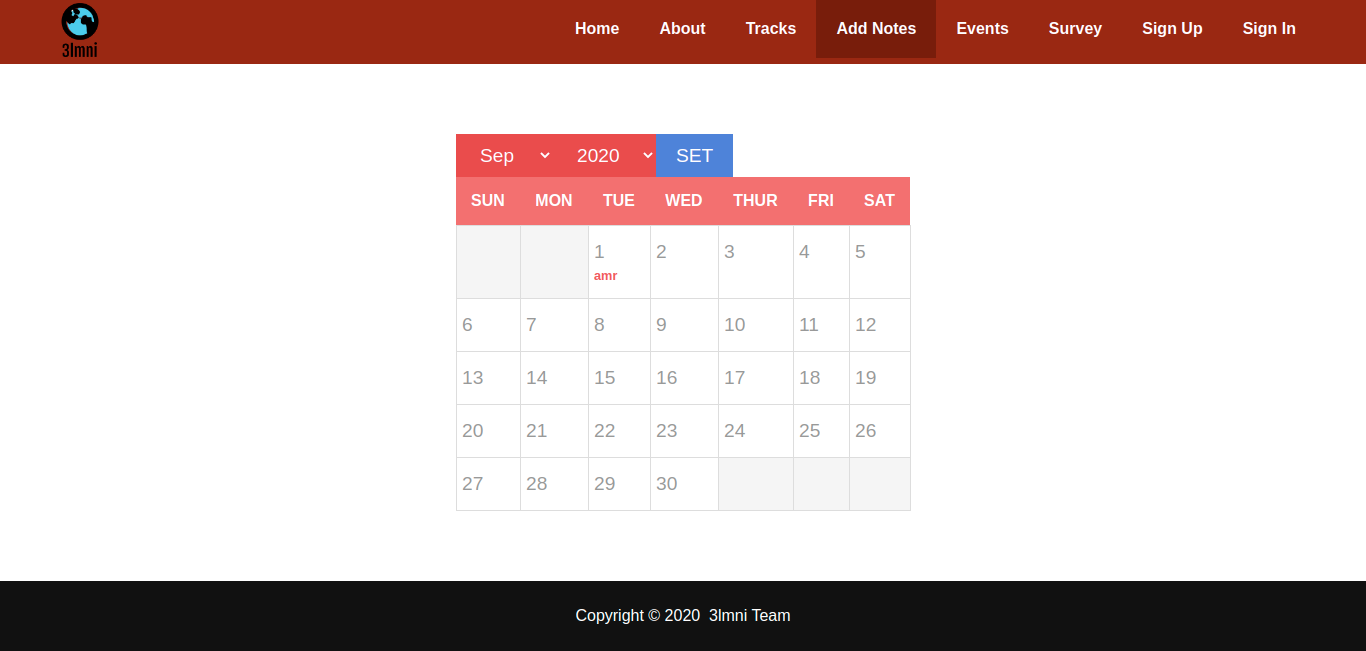 3lmni
Home About Tracks Add Notes Events Survey Sign Up Sign In
Sep 2020 SET
SUN MON TUE WED THUR FRI SAT
1 2 3 4 5
amr
6 7 8 9 10 11 12
13 14 15 16 17 18 19
20 21 22 23 24 25 26
27 28 29 30
Copyright © 2020 3lmni Team